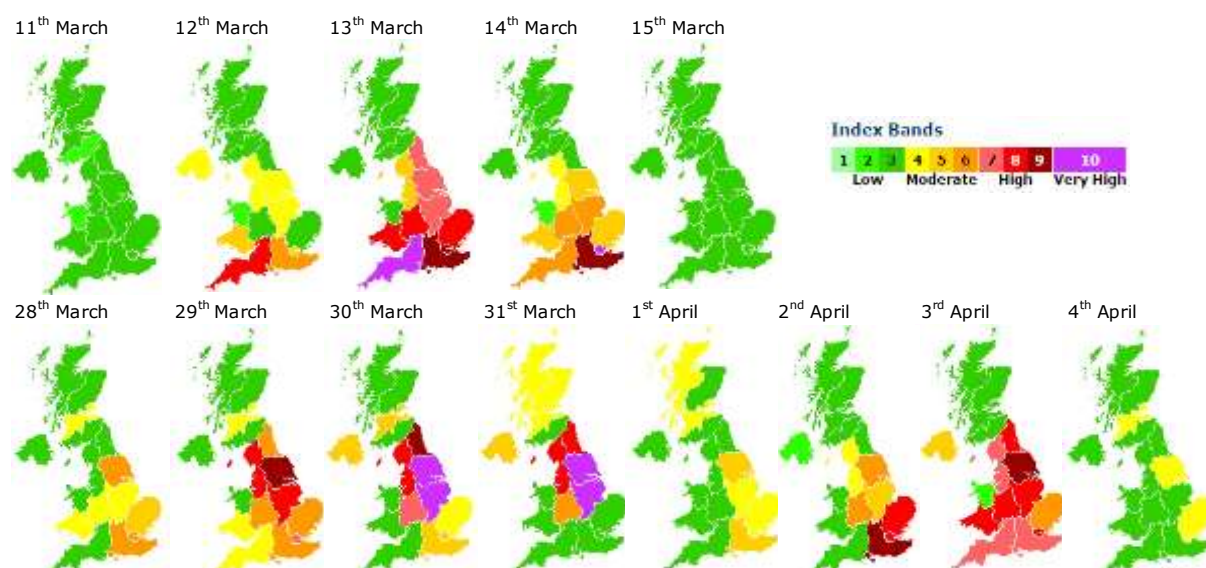 11th March 12th March 13th March 14th March 15th March
Index Bands
1 2 3 4 5 6 7 8 9 10
Low Moderate High Very High
28th March 29th March 30th March 31st March 1st April 2nd April 3rd April 4th April